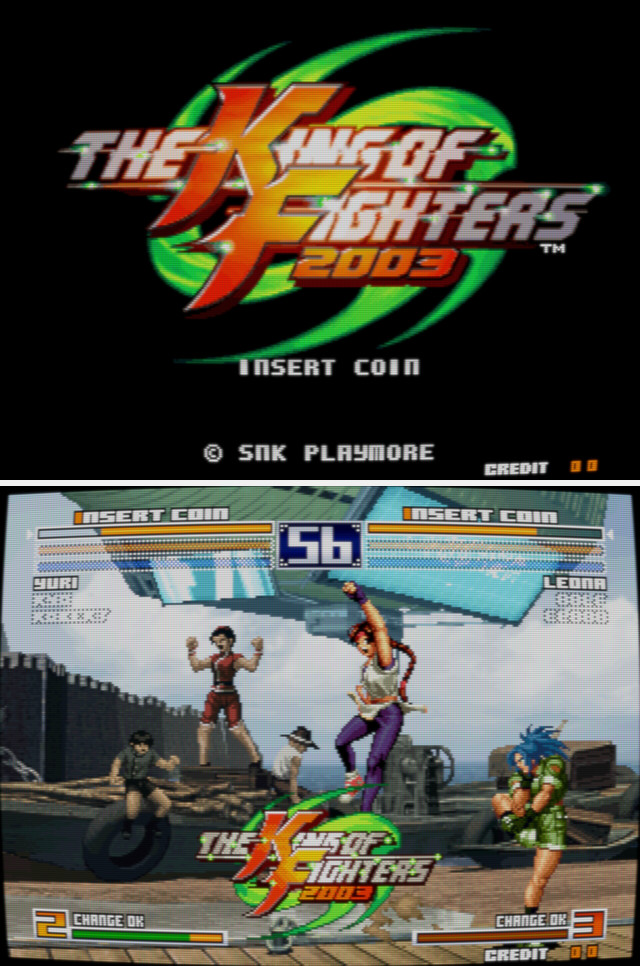 THE KING OF
FIGHTERS
2003
TM
INSERT COIN
© SNK PLAYMORE
CREDIT 00
INSERT COIN
56
INSERT COIN
YURI
LEONA
THE KING OF
FIGHTERS
2003
2 CHANGE OK
CHANGE OK 3
CREDIT 00